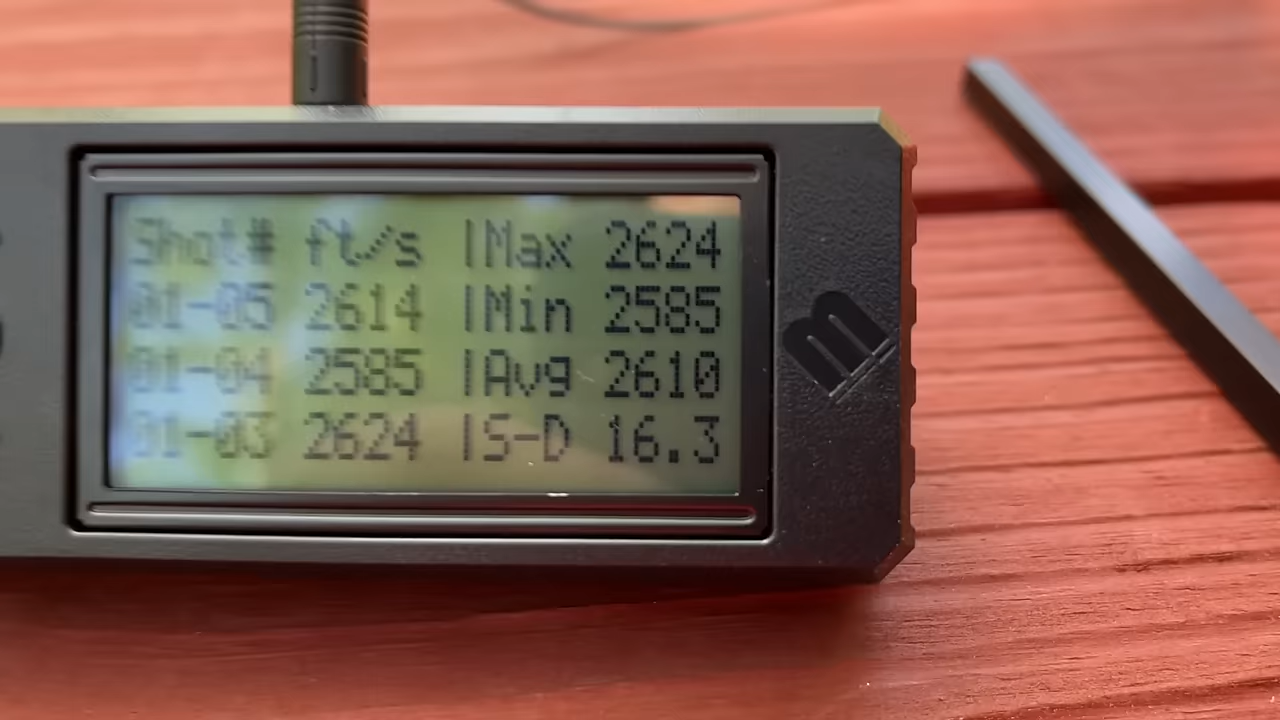 Shot# ft/s |Max 2624
01-05 2614 |Min 2585
01-04 2585 |Avg 2610
01-03 2624 |S-D 16.3
m